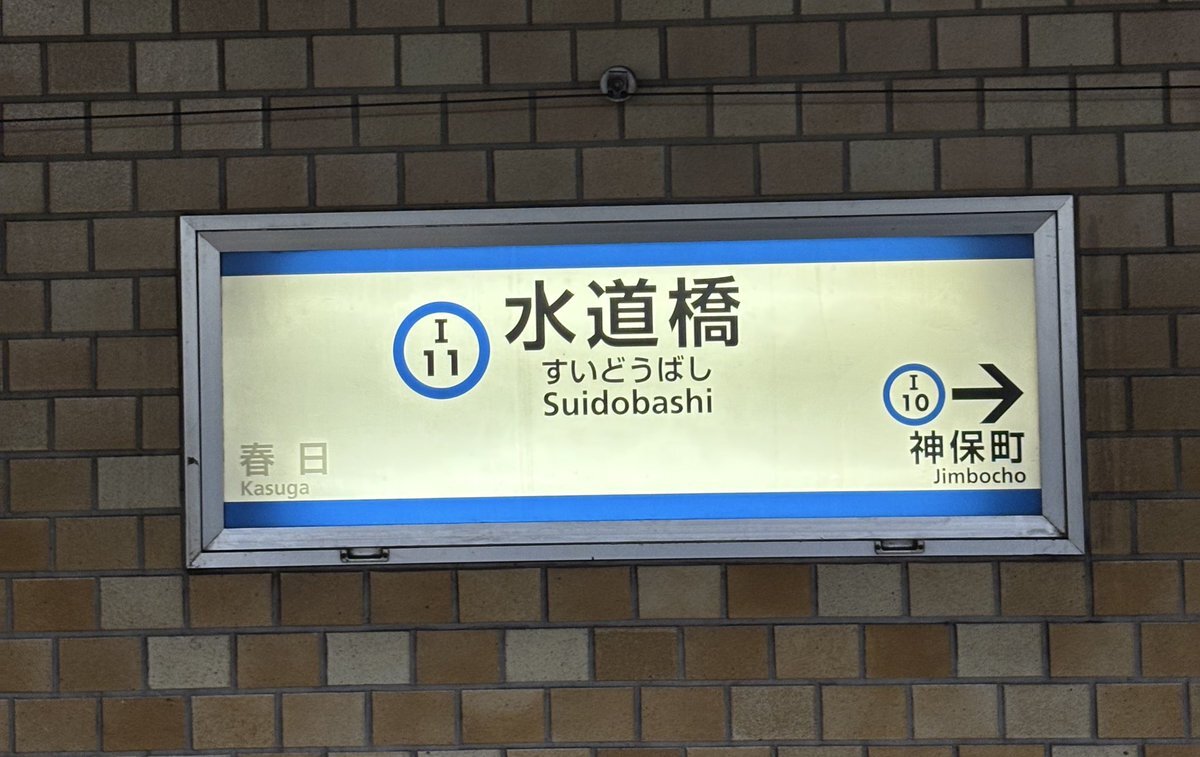 I
11
水道橋
すいどうばし
Suidobashi
春日
Kasuga
I
10
神保町
Jimbocho